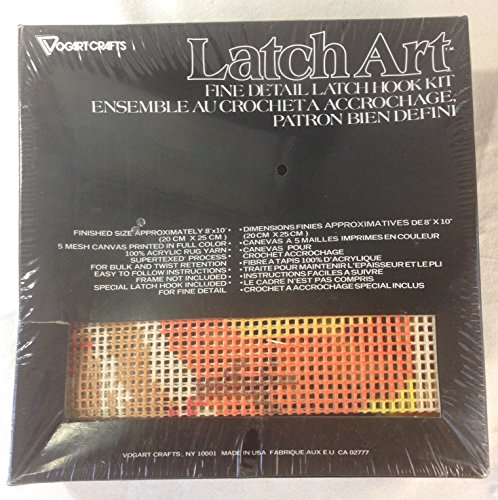 VOGART CRAFTS
Latch Art™
FINE DETAIL LATCH HOOK KIT
ENSEMBLE AU CROCHET A ACCROCHAGE,
PATRON BIEN DEFINI
FINISHED SIZE APPROXIMATELY 8"x10" •
(20 CM X 25 CM)
5 MESH CANVAS PRINTED IN FULL COLOR •
100% ACRYLIC RUG YARN •
SUPERTEXED PROCESS •
FOR BULK AND TWIST RETENTION
EASY TO FOLLOW INSTRUCTIONS •
FRAME NOT INCLUDED •
SPECIAL LATCH HOOK INCLUDED •
FOR FINE DETAIL
• DIMENSIONS FINIES APPROXIMATIVES DE 8" X 10"
(20 CM X 25 CM)
• CANEVAS A 5 MAILLES IMPRIMES EN COULEUR
• CANEVAS POUR
CROCHET ACCROCHAGE
• FIBRE A TAPIS 100% D'ACRYLIQUE
• TRAITE POUR MAINTENIR L'EPAISSEUR ET LE PLI
• INSTRUCTIONS FACILES A SUIVRE
• LE CADRE N'EST PAS COMPRIS
• CROCHET A ACCROCHAGE SPECIAL INCLUS
VOGART CRAFTS, NY 10001 MADE IN USA FABRIQUE AUX E U CA 02777